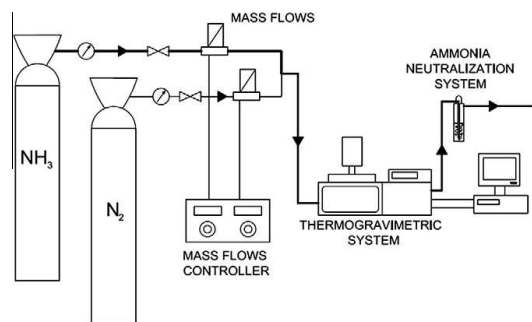 MASS FLOWS
AMMONIA
NEUTRALIZATION
SYSTEM
NH₃
N₂
THERMOGRAVIMETRIC
SYSTEM
MASS FLOWS
CONTROLLER